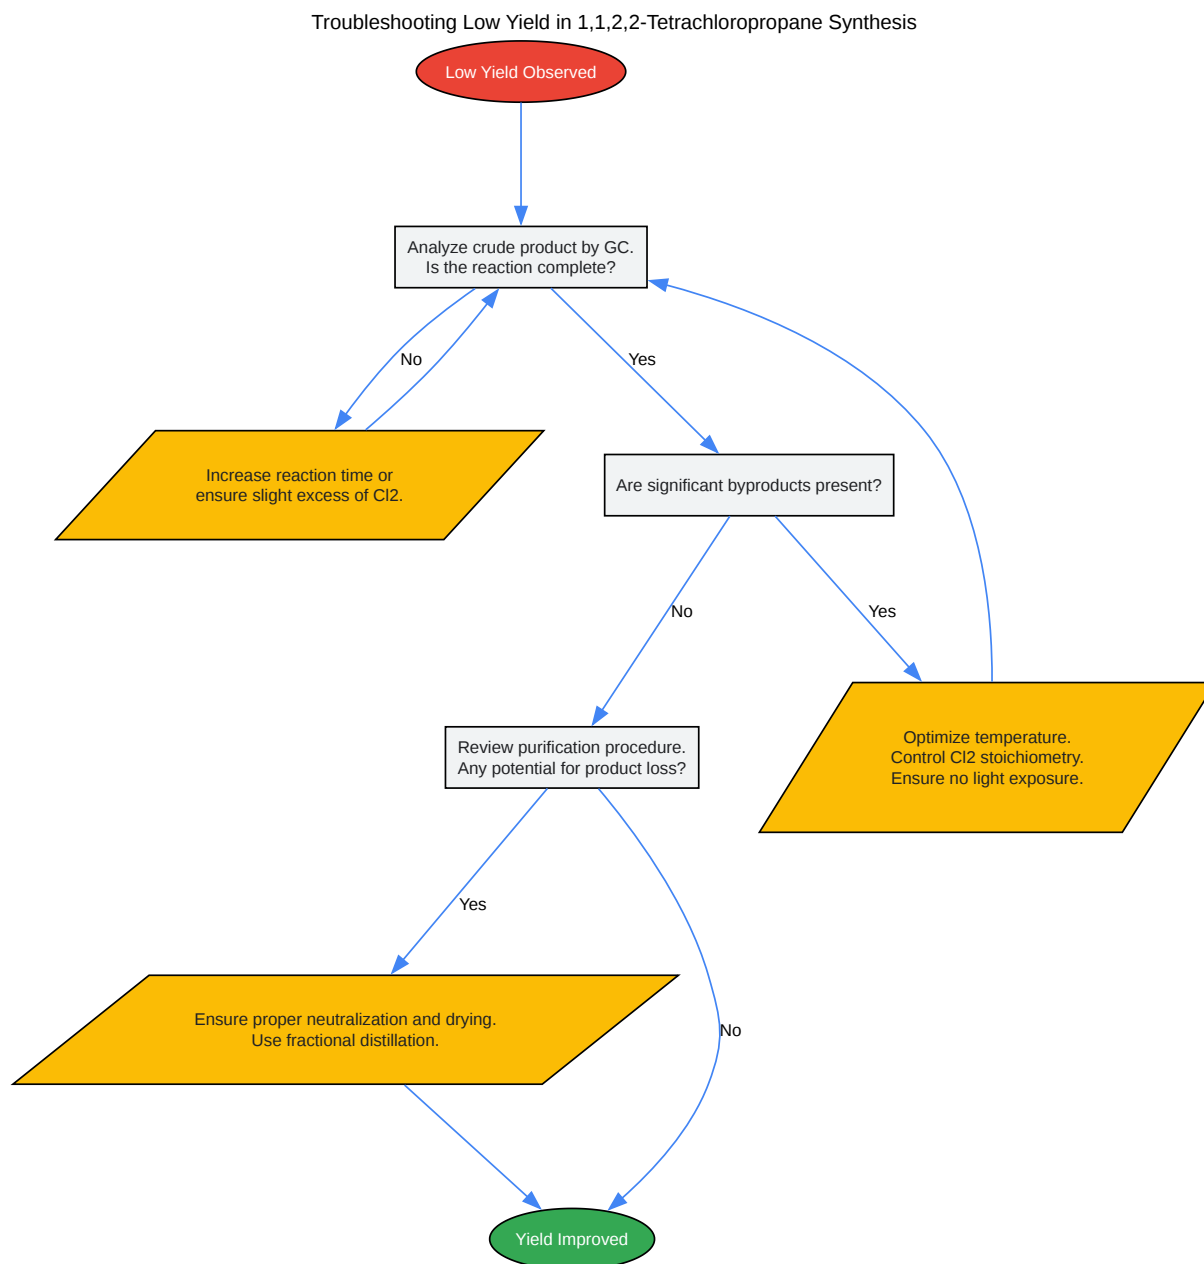 Troubleshooting Low Yield in 1,1,2,2-Tetrachloropropane Synthesis
Low Yield Observed
Analyze crude product by GC.
Is the reaction complete?
No
Yes
Increase reaction time or
ensure slight excess of Cl2.
Are significant byproducts present?
No
Yes
Review purification procedure.
Any potential for product loss?
Optimize temperature.
Control Cl2 stoichiometry.
Ensure no light exposure.
Yes
No
Ensure proper neutralization and drying.
Use fractional distillation.
Yield Improved